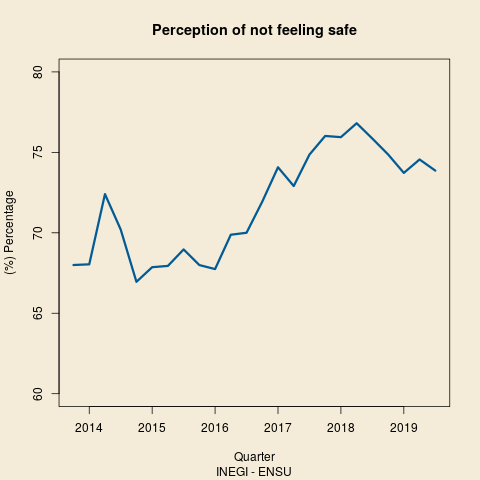 Perception of not feeling safe
80
75
70
65
60
(%) Percentage
2014 2015 2016 2017 2018 2019
Quarter
INEGI - ENSU